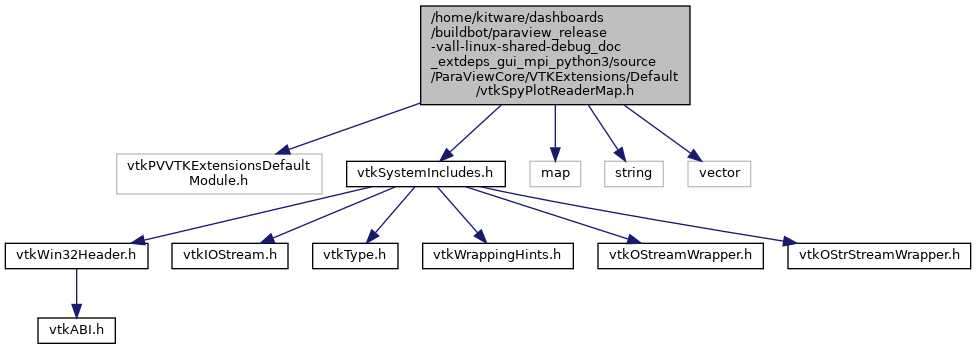 /home/kitware/dashboards
/buildbot/paraview_release
-vall-linux-shared-debug_doc
_extdeps_gui_mpi_python3/source
/ParaViewCore/VTKExtensions/Default
/vtkSpyPlotReaderMap.h
vtkPVVTKExtensionsDefault
Module.h
vtkSystemIncludes.h
map
string
vector
vtkWin32Header.h
vtkIOStream.h
vtkType.h
vtkWrappingHints.h
vtkOStreamWrapper.h
vtkOStrStreamWrapper.h
vtkABI.h